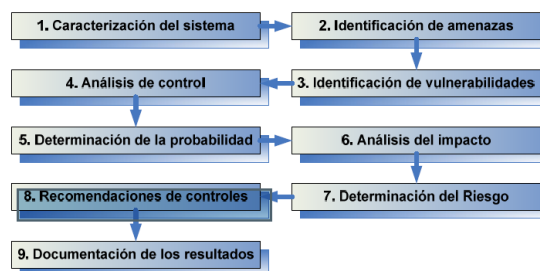 1. Caracterización del sistema
2. Identificación de amenazas
3. Identificación de vulnerabilidades
4. Análisis de control
5. Determinación de la probabilidad
6. Análisis del impacto
7. Determinación del Riesgo
8. Recomendaciones de controles
9. Documentación de los resultados